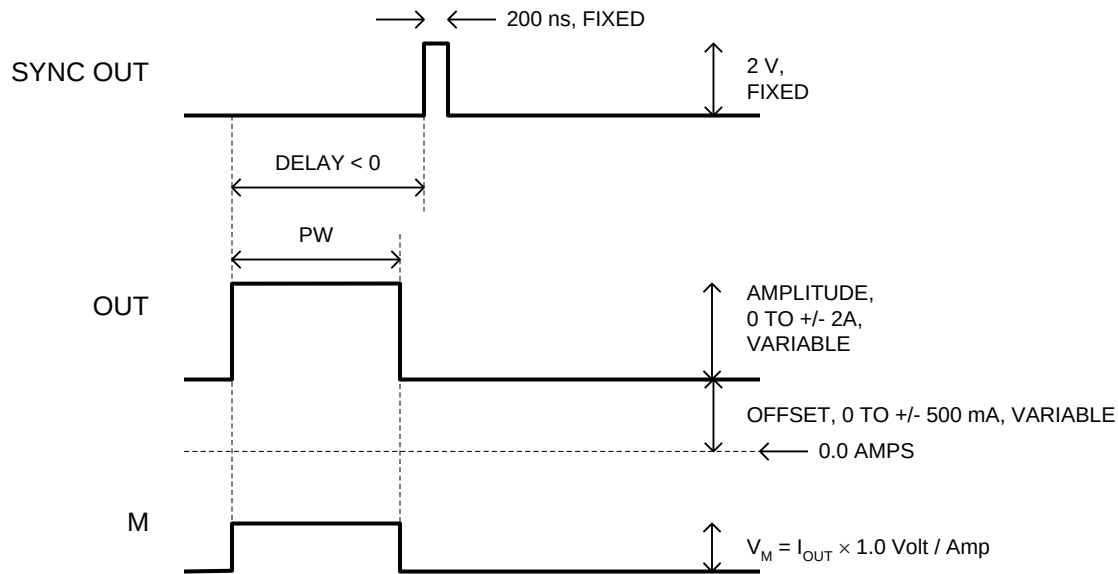 200 ns, FIXED
SYNC OUT
2 V,
FIXED
DELAY < 0
PW
OUT
AMPLITUDE,
0 TO +/- 2A,
VARIABLE
OFFSET, 0 TO +/- 500 mA, VARIABLE
0.0 AMPS
M
V_M = I_OUT × 1.0 Volt / Amp